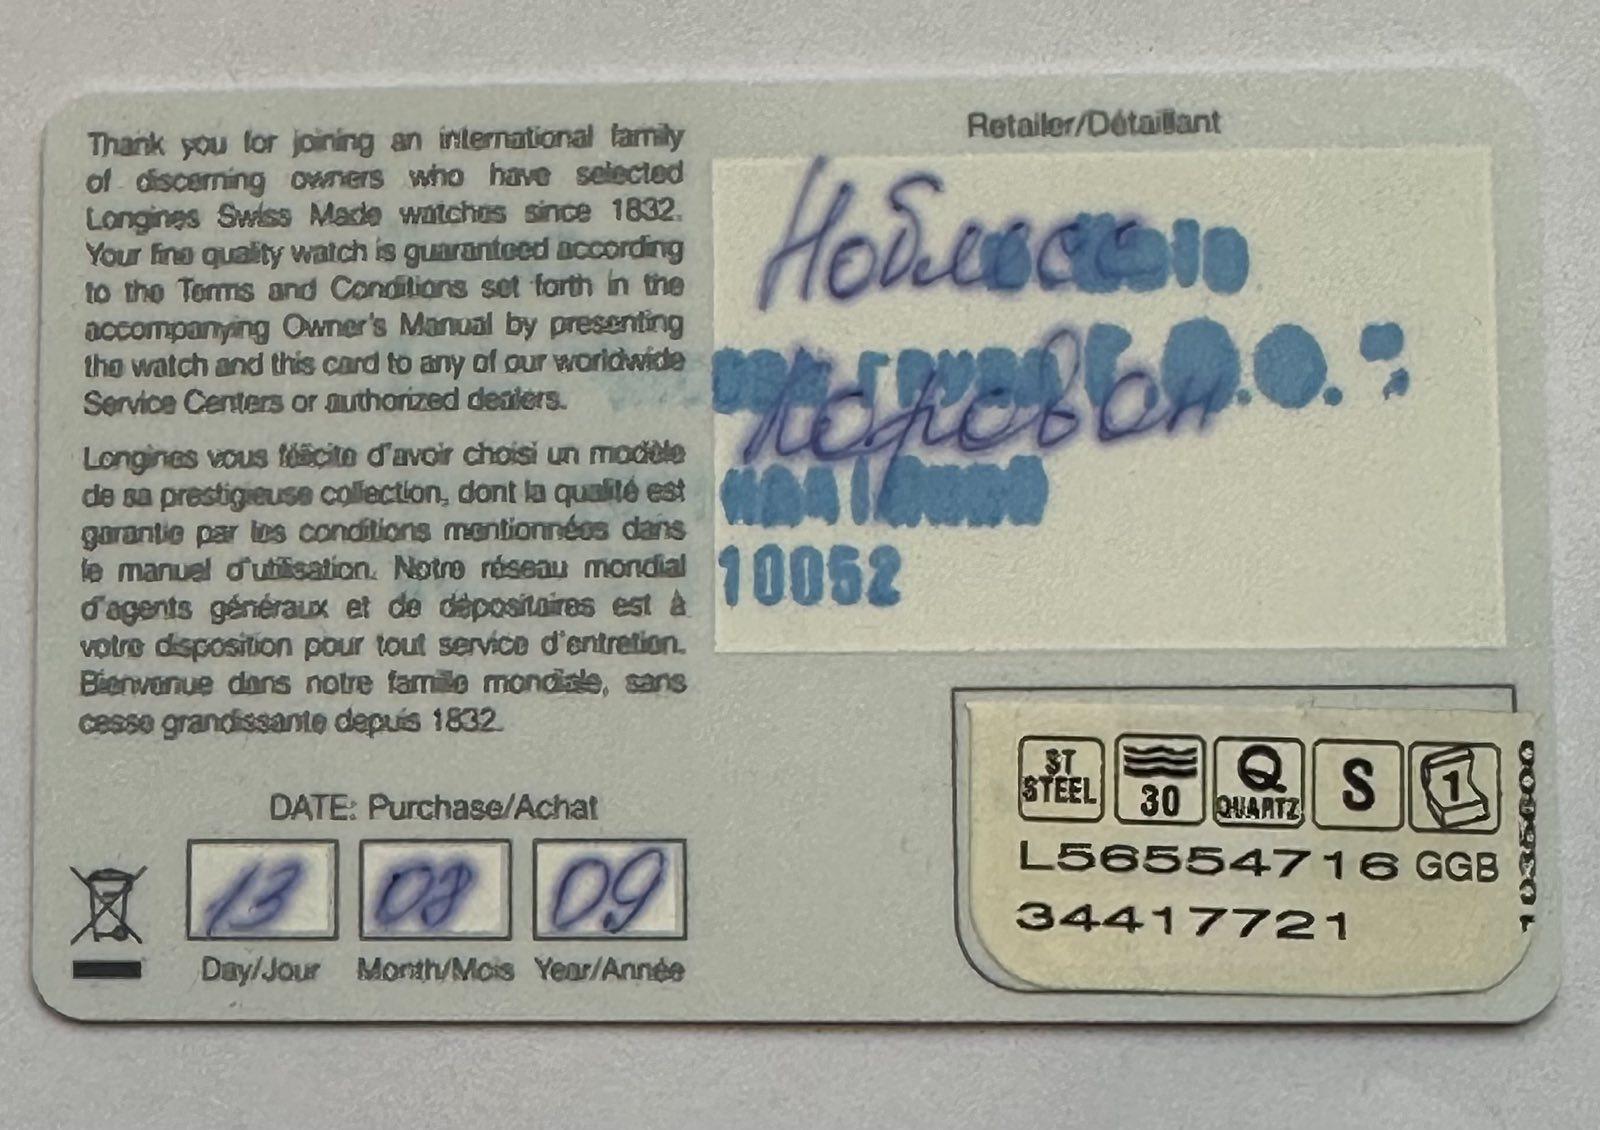 Thank you for joining an international family
of discerning owners who have selected
Longines Swiss Made watches since 1832.
Your fine quality watch is guaranteed according
to the Terms and Conditions set forth in the
accompanying Owner's Manual by presenting
the watch and this card to any of our worldwide
Service Centers or authorized dealers.
Longines vous félicite d'avoir choisi un modèle
de sa prestigieuse collection, dont la qualité est
garantie par les conditions mentionnées dans
le manuel d'utilisation. Notre réseau mondial
d'agents généraux et de dépositaires est à
votre disposition pour tout service d'entretien.
Bienvenue dans notre famille mondiale, sans
cesse grandissante depuis 1832.
DATE: Purchase/Achat
13 08 09
Day/Jour Month/Mois Year/Année
Retailer/Détaillant
Ноблесс
10052
ST STEEL 30 Q QUARTZ S 1
L56554716 GGB
34417721